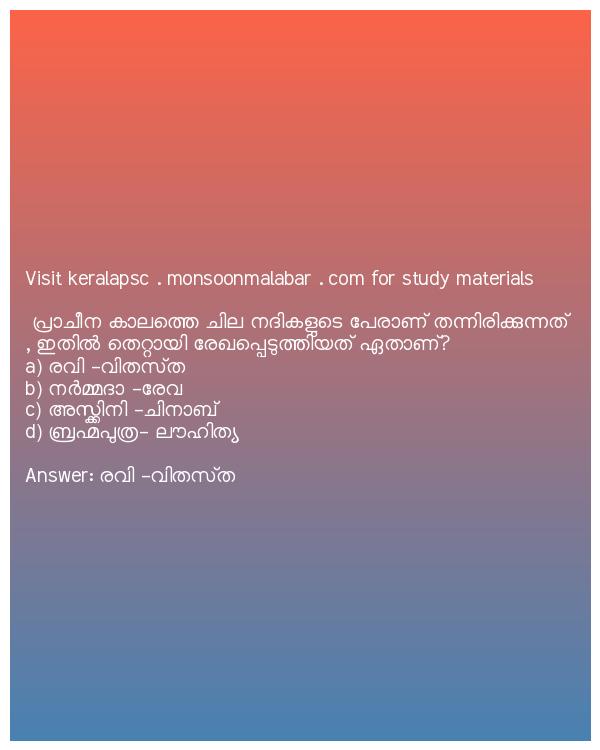 Visit keralapsc . monsoonmalabar . com for study materials
പ്രാചീന കാലത്തെ ചില നദികളുടെ പേരാണ് തന്നിരിക്കുന്നത്
, ഇതിൽ തെറ്റായി രേഖപ്പെടുത്തിയത് ഏതാണ്?
a) രവി -വിതസ്ത
b) നർമ്മദാ -രേവ
c) അസ്ക്കിനി -ചിനാബ്
d) ബ്രഹ്മപുത്ര- ലൗഹിത്യ
Answer: രവി -വിതസ്ത